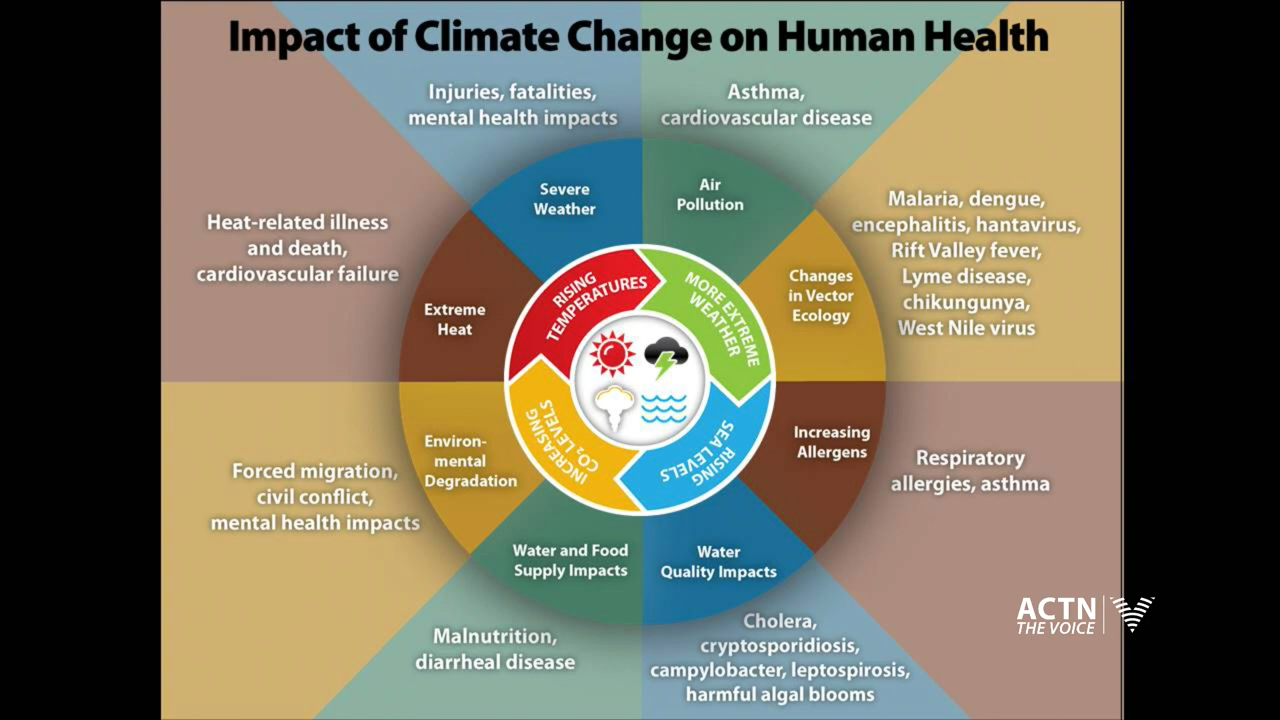 Impact of Climate Change on Human Health
Injuries, fatalities,
mental health impacts
Asthma,
cardiovascular disease
Severe
Weather
Air
Pollution
Heat-related illness
and death,
cardiovascular failure
Malaria, dengue,
encephalitis, hantavirus,
Rift Valley fever,
Lyme disease,
chikungunya,
West Nile virus
Extreme
Heat
Changes
in Vector
Ecology
RISING
TEMPERATURES
MORE EXTREME
WEATHER
INCREASING
CO₂ LEVELS
RISING
SEA LEVELS
Environ-
mental
Degradation
Increasing
Allergens
Forced migration,
civil conflict,
mental health impacts
Respiratory
allergies, asthma
Water and Food
Supply Impacts
Water
Quality Impacts
Malnutrition,
diarrheal disease
Cholera,
cryptosporidiosis,
campylobacter, leptospirosis,
harmful algal blooms
ACTN
THE VOICE